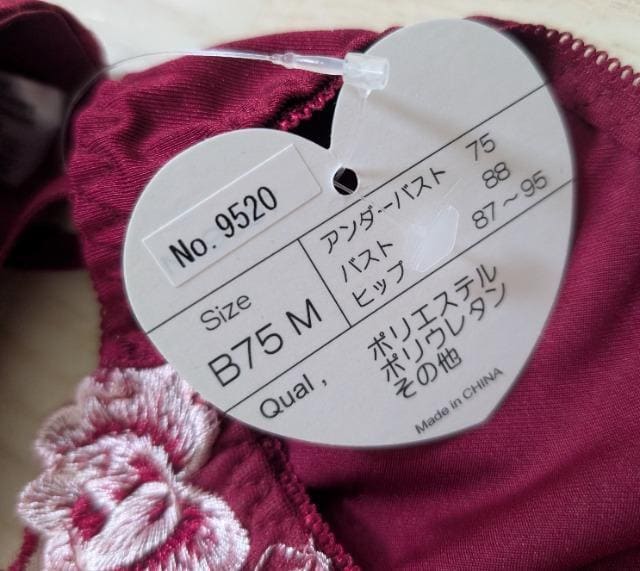 No. 9520
Size
B75 M
アンダーバスト 75
バスト 88
ヒップ 87～95
Qual,
ポリエステル
ポリウレタン
その他
Made in CHINA